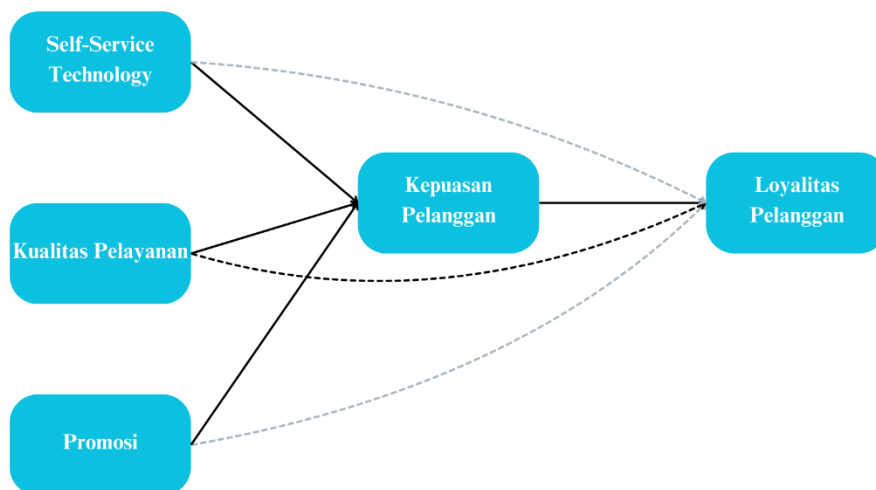 Self-Service
Technology
Kepuasan
Pelanggan
Loyalitas
Pelanggan
Kualitas Pelayanan
Promosi